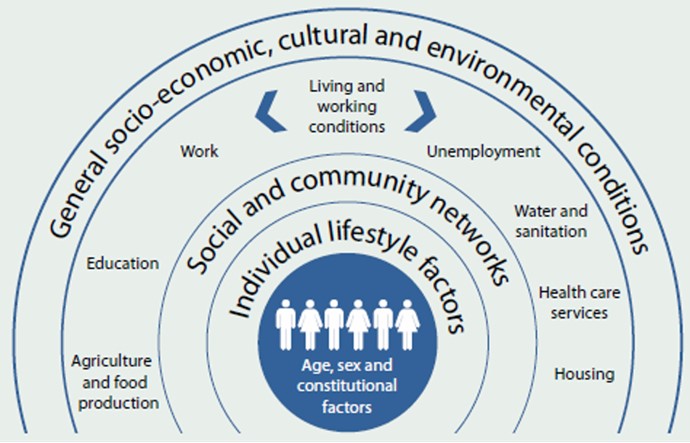 General socio-economic, cultural and environmental conditions
Living and
working
conditions
Work
Unemployment
Social and community networks
Water and
sanitation
Education
Individual lifestyle factors
Health care
services
Agriculture
and food
production
Housing
Age, sex and
constitutional
factors